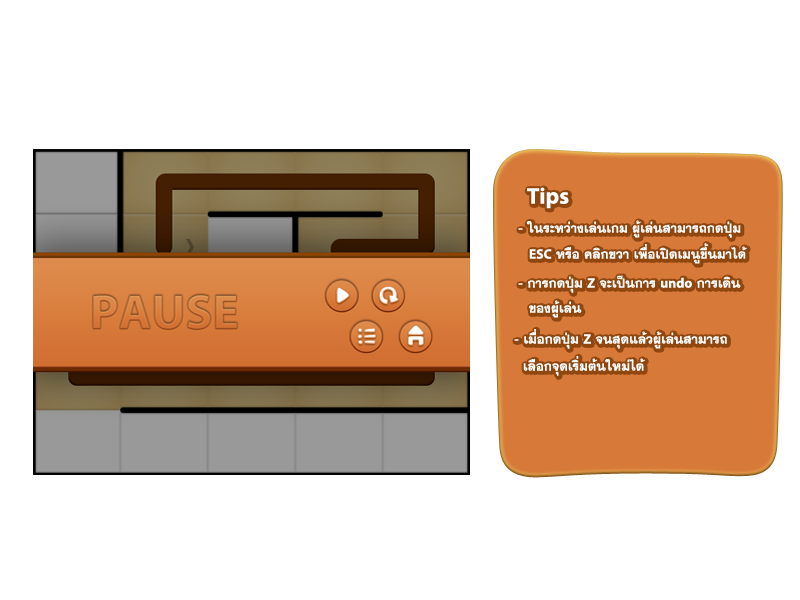 PAUSE
Tips
- ในระหว่างเล่นเกม ผู้เล่นสามารถกดปุ่ม
ESC หรือ คลิกขวา เพื่อเปิดเมนูขึ้นมาได้
- การกดปุ่ม Z จะเป็นการ undo การเดิน
ของผู้เล่น
- เมื่อกดปุ่ม Z จนสุดแล้วผู้เล่นสามารถ
เลือกจุดเริ่มต้นใหม่ได้